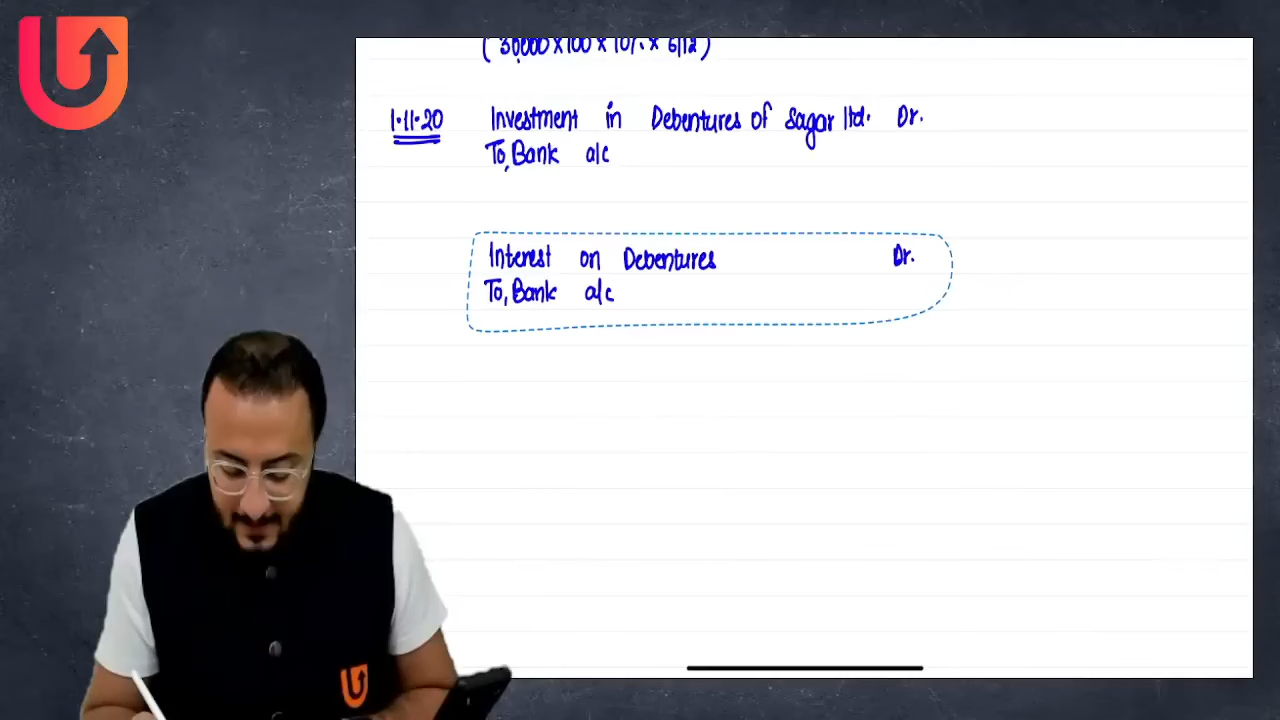 (30,000 x 100 x 10% x 6/12)
1.11.20 Investment in Debentures of Sagar ltd. Dr.
To, Bank a/c
Interest on Debentures Dr.
To, Bank a/c